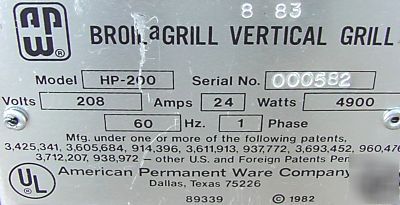 8 83
APW
BROIL a GRILL VERTICAL GRILL
Model HP-200 Serial No. 000582
Volts 208 Amps 24 Watts 4900
60 Hz. 1 Phase
Mfg. under one or more of the following patents.
3,425,341, 3,605,684, 914,396, 3,611,913, 937,772, 3,693,452, 960,476
3,712,207, 938,972 – other U.S. and Foreign Patents Pen
UL
American Permanent Ware Company
Dallas, Texas 75226
89339 © 1982